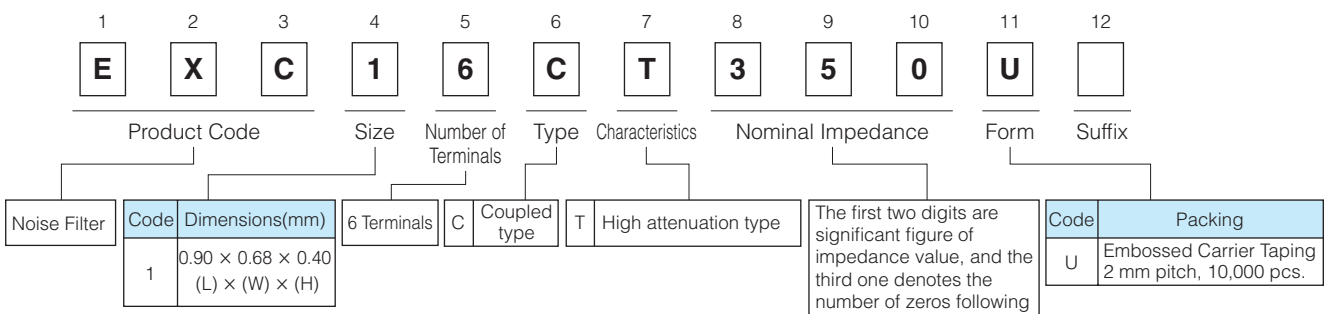 1 2 3 4 5 6 7 8 9 10 11 12
E X C 1 6 C T 3 5 0 U
Product Code Size Number of Terminals Type Characteristics Nominal Impedance Form Suffix
Noise Filter
Code Dimensions(mm)
1 0.90 × 0.68 × 0.40
(L) × (W) × (H)
6 Terminals
C Coupled
type
T High attenuation type
The first two digits are
significant figure of
impedance value, and the
third one denotes the
number of zeros following
Code Packing
U Embossed Carrier Taping
2 mm pitch, 10,000 pcs.